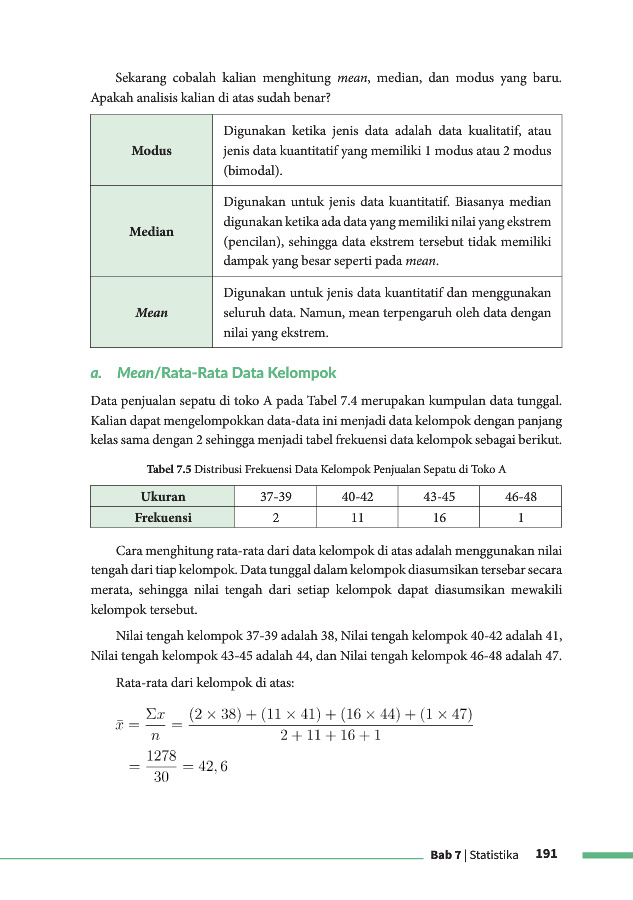 Sekarang cobalah kalian menghitung mean, median, dan modus yang baru.
Apakah analisis kalian di atas sudah benar?
Modus
Digunakan ketika jenis data adalah data kualitatif, atau
jenis data kuantitatif yang memiliki 1 modus atau 2 modus
(bimodal).
Median
Digunakan untuk jenis data kuantitatif. Biasanya median
digunakan ketika ada data yang memiliki nilai yang ekstrem
(pencilan), sehingga data ekstrem tersebut tidak memiliki
dampak yang besar seperti pada mean.
Mean
Digunakan untuk jenis data kuantitatif dan menggunakan
seluruh data. Namun, mean terpengaruh oleh data dengan
nilai yang ekstrem.
a. Mean/Rata-Rata Data Kelompok
Data penjualan sepatu di toko A pada Tabel 7.4 merupakan kumpulan data tunggal.
Kalian dapat mengelompokkan data-data ini menjadi data kelompok dengan panjang
kelas sama dengan 2 sehingga menjadi tabel frekuensi data kelompok sebagai berikut.
Tabel 7.5 Distribusi Frekuensi Data Kelompok Penjualan Sepatu di Toko A
Ukuran 37-39 40-42 43-45 46-48
Frekuensi 2 11 16 1
Cara menghitung rata-rata dari data kelompok di atas adalah menggunakan nilai
tengah dari tiap kelompok. Data tunggal dalam kelompok diasumsikan tersebar secara
merata, sehingga nilai tengah dari setiap kelompok dapat diasumsikan mewakili
kelompok tersebut.
Nilai tengah kelompok 37-39 adalah 38, Nilai tengah kelompok 40-42 adalah 41,
Nilai tengah kelompok 43-45 adalah 44, dan Nilai tengah kelompok 46-48 adalah 47.
Rata-rata dari kelompok di atas:
x̄ = Σx / n = (2 × 38) + (11 × 41) + (16 × 44) + (1 × 47) / 2 + 11 + 16 + 1
= 1278 / 30 = 42, 6
Bab 7 | Statistika 191